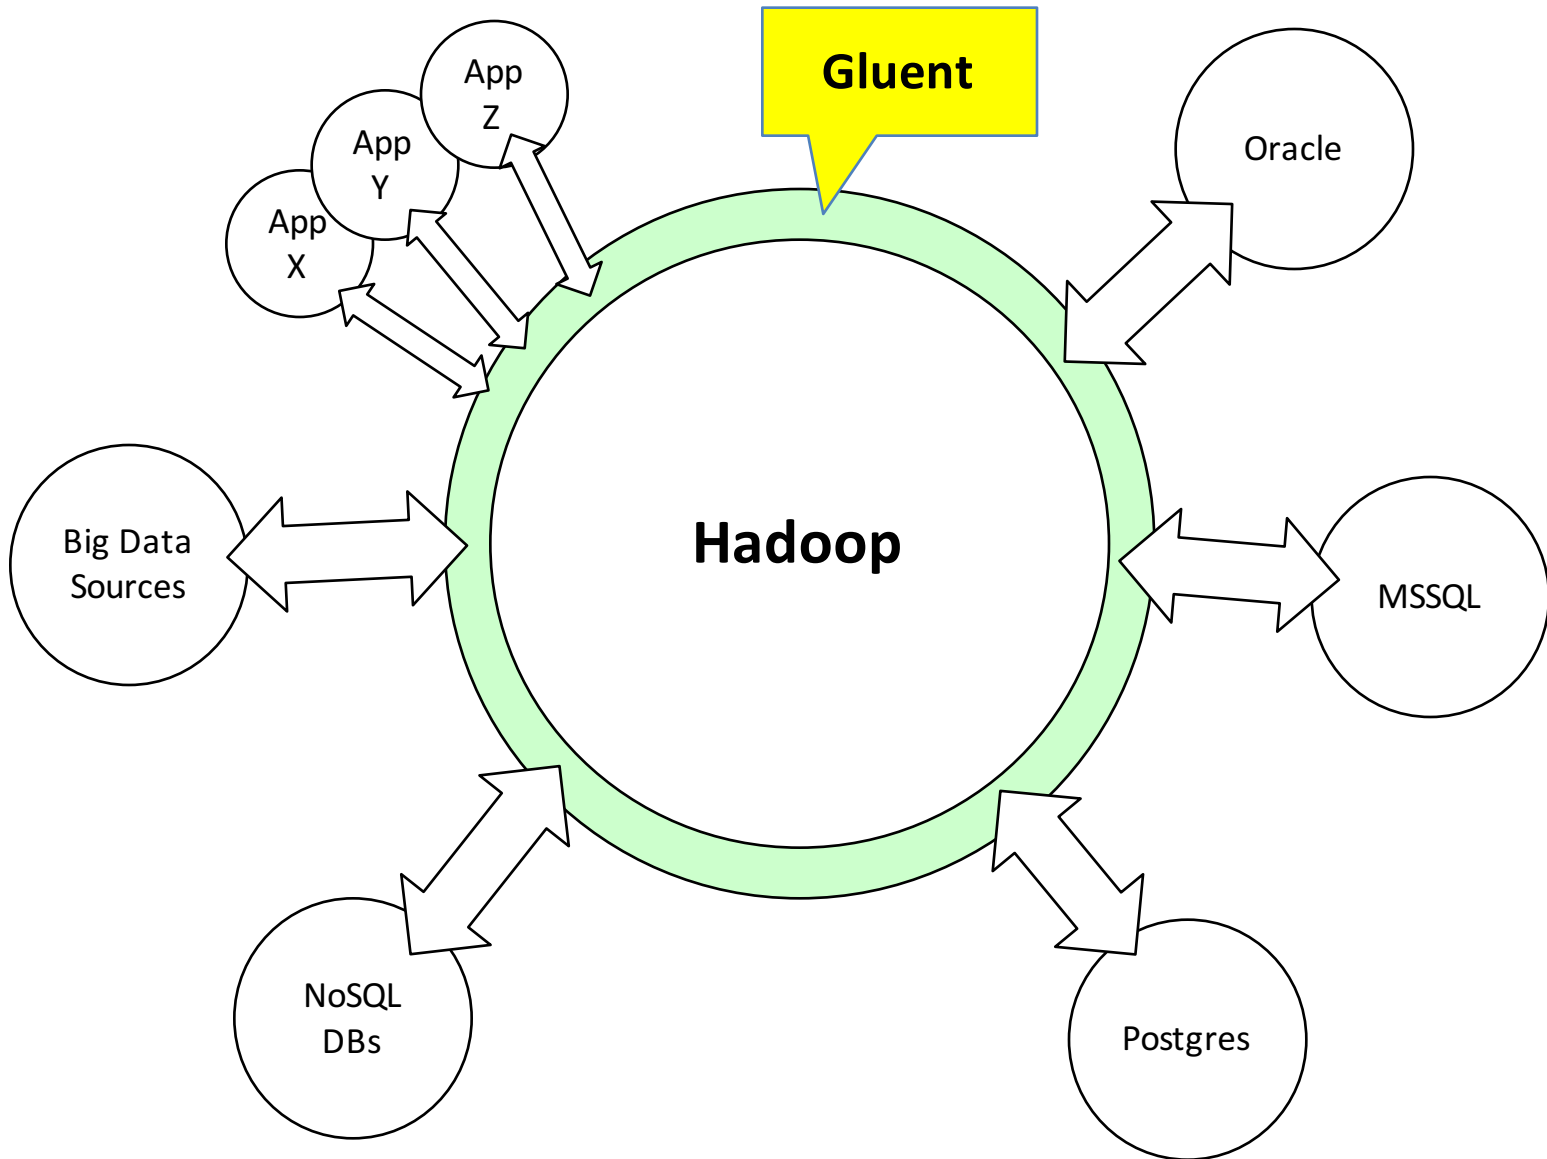 App
Z
Gluent
App
Y
Oracle
App
X
Hadoop
Big Data
Sources
MSSQL
NoSQL
DBs
Postgres